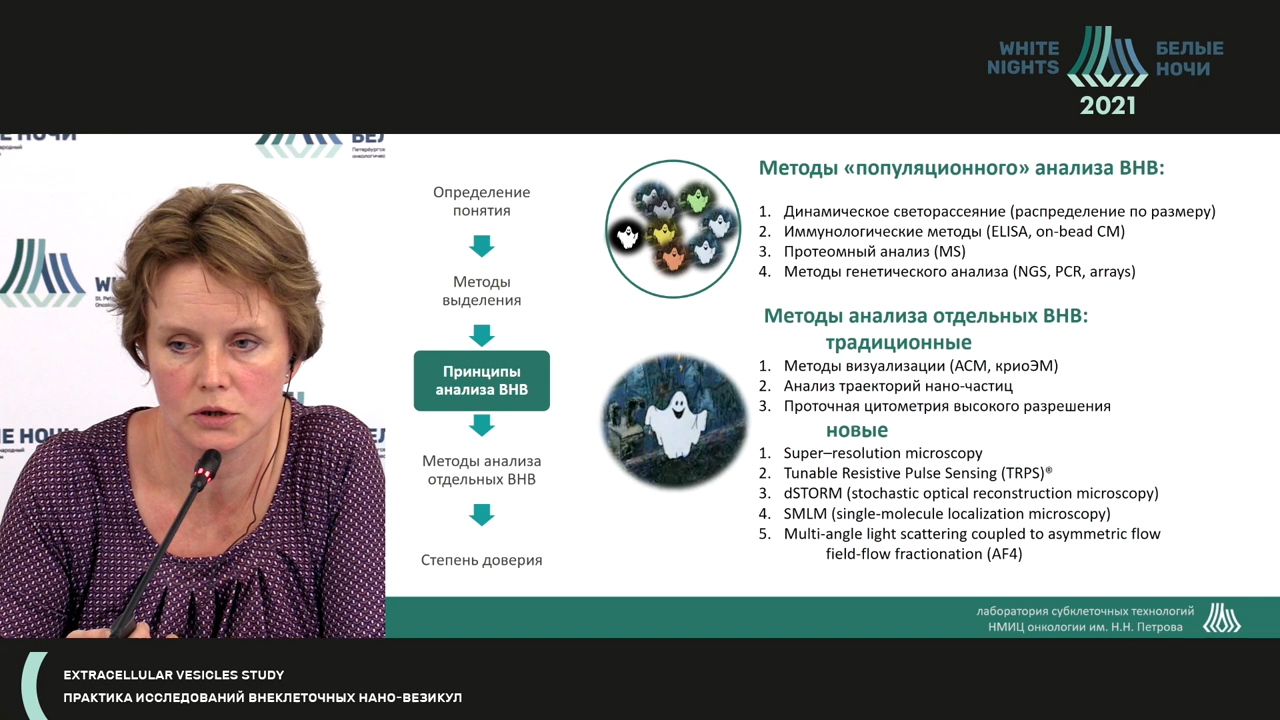 WHITE
NIGHTS
БЕЛЫЕ
НОЧИ
2021
Определение
понятия
Методы
выделения
Принципы
анализа ВНВ
Методы анализа
отдельных ВНВ
Степень доверия
Методы «популяционного» анализа ВНВ:
1. Динамическое светорассеяние (распределение по размеру)
2. Иммунологические методы (ELISA, on-bead CM)
3. Протеомный анализ (MS)
4. Методы генетического анализа (NGS, PCR, arrays)
Методы анализа отдельных ВНВ:
традиционные
1. Методы визуализации (АСМ, криоЭМ)
2. Анализ траекторий нано-частиц
3. Проточная цитометрия высокого разрешения
новые
1. Super–resolution microscopy
2. Tunable Resistive Pulse Sensing (TRPS)®
3. dSTORM (stochastic optical reconstruction microscopy)
4. SMLM (single-molecule localization microscopy)
5. Multi-angle light scattering coupled to asymmetric flow
field-flow fractionation (AF4)
лаборатория субклеточных технологий
НМИЦ онкологии им. Н.Н. Петрова
EXTRACELLULAR VESICLES STUDY
ПРАКТИКА ИССЛЕДОВАНИЙ ВНЕКЛЕТОЧНЫХ НАНО-ВЕЗИКУЛ